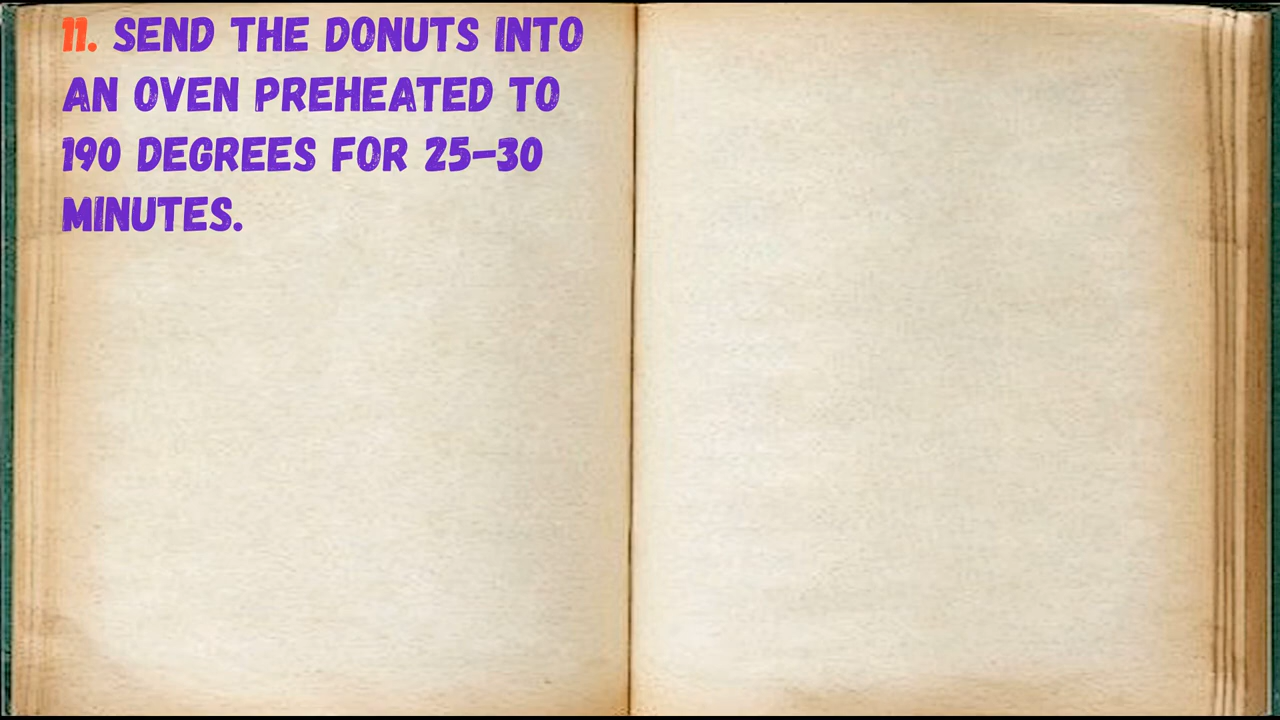 11. SEND THE DONUTS INTO
AN OVEN PREHEATED TO
190 DEGREES FOR 25-30
MINUTES.